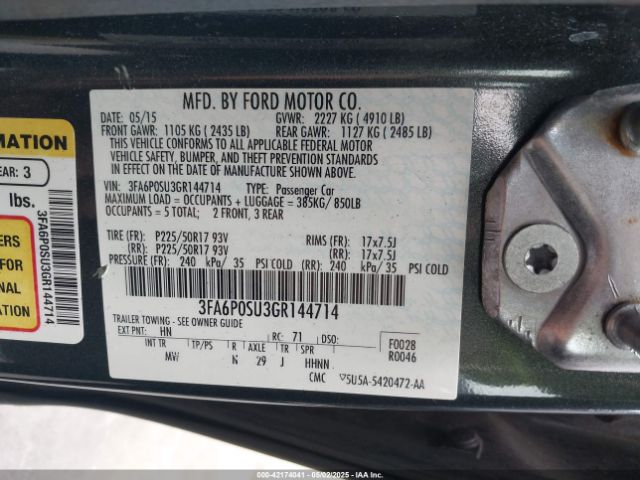 MFD. BY FORD MOTOR CO.
DATE: 05/15 GVWR: 2227 KG ( 4910 LB)
FRONT GAWR: 1105 KG ( 2435 LB) REAR GAWR: 1127 KG ( 2485 LB)
THIS VEHICLE CONFORMS TO ALL APPLICABLE FEDERAL MOTOR
VEHICLE SAFETY, BUMPER, AND THEFT PREVENTION STANDARDS
IN EFFECT ON THE DATE OF MANUFACTURE SHOWN ABOVE.
VIN: 3FA6P0SU3GR144714 TYPE: Passenger Car
MAXIMUM LOAD = OCCUPANTS + LUGGAGE = 385KG/ 850LB
OCCUPANTS = 5 TOTAL; 2 FRONT, 3 REAR
TIRE (FR): P225/50R17 93V RIMS (FR): 17x7.5J
(RR): P225/50R17 93V (RR): 17x7.5J
PRESSURE (FR): 240 kPa/ 35 PSI COLD (RR): 240 kPa/ 35 PSI COLD
3FA6P0SU3GR144714
TRAILER TOWING - SEE OWNER GUIDE
EXT PNT: HN RC: 71 DSO: F0028
INT TR TP/PS R AXLE TR SPR R0046
MW N 29 J HHNN
CMC 5U5A-5420472-AA
RMATION
EAR: 3
lbs.
3FA6P0SU3GR144714
ERS
FOR
NAL
ION
000-42174041 - 05/02/2025 - WWW.IAAI.COM